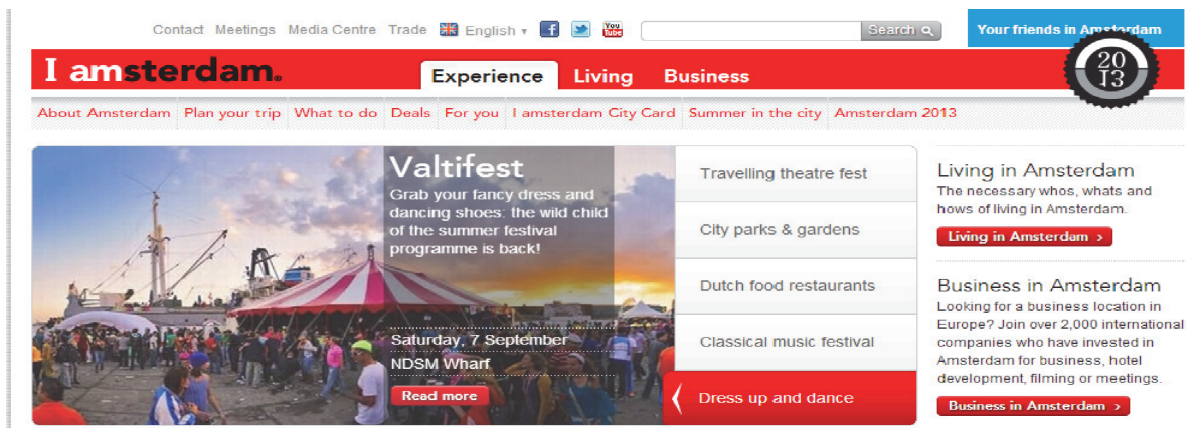 Contact Meetings Media Centre Trade English You Tube Search Your friends in Amsterdam
I amsterdam. Experience Living Business 2013
About Amsterdam Plan your trip What to do Deals For you I amsterdam City Card Summer in the city Amsterdam 2013
Valtifest
Grab your fancy dress and
dancing shoes: the wild child
of the summer festival
programme is back!
Saturday, 7 September
NDSM Wharf
Read more
Travelling theatre fest
City parks & gardens
Dutch food restaurants
Classical music festival
Dress up and dance
Living in Amsterdam
The necessary whos, whats and
hows of living in Amsterdam.
Living in Amsterdam >
Business in Amsterdam
Looking for a business location in
Europe? Join over 2,000 international
companies who have invested in
Amsterdam for business, hotel
development, filming or meetings.
Business in Amsterdam >